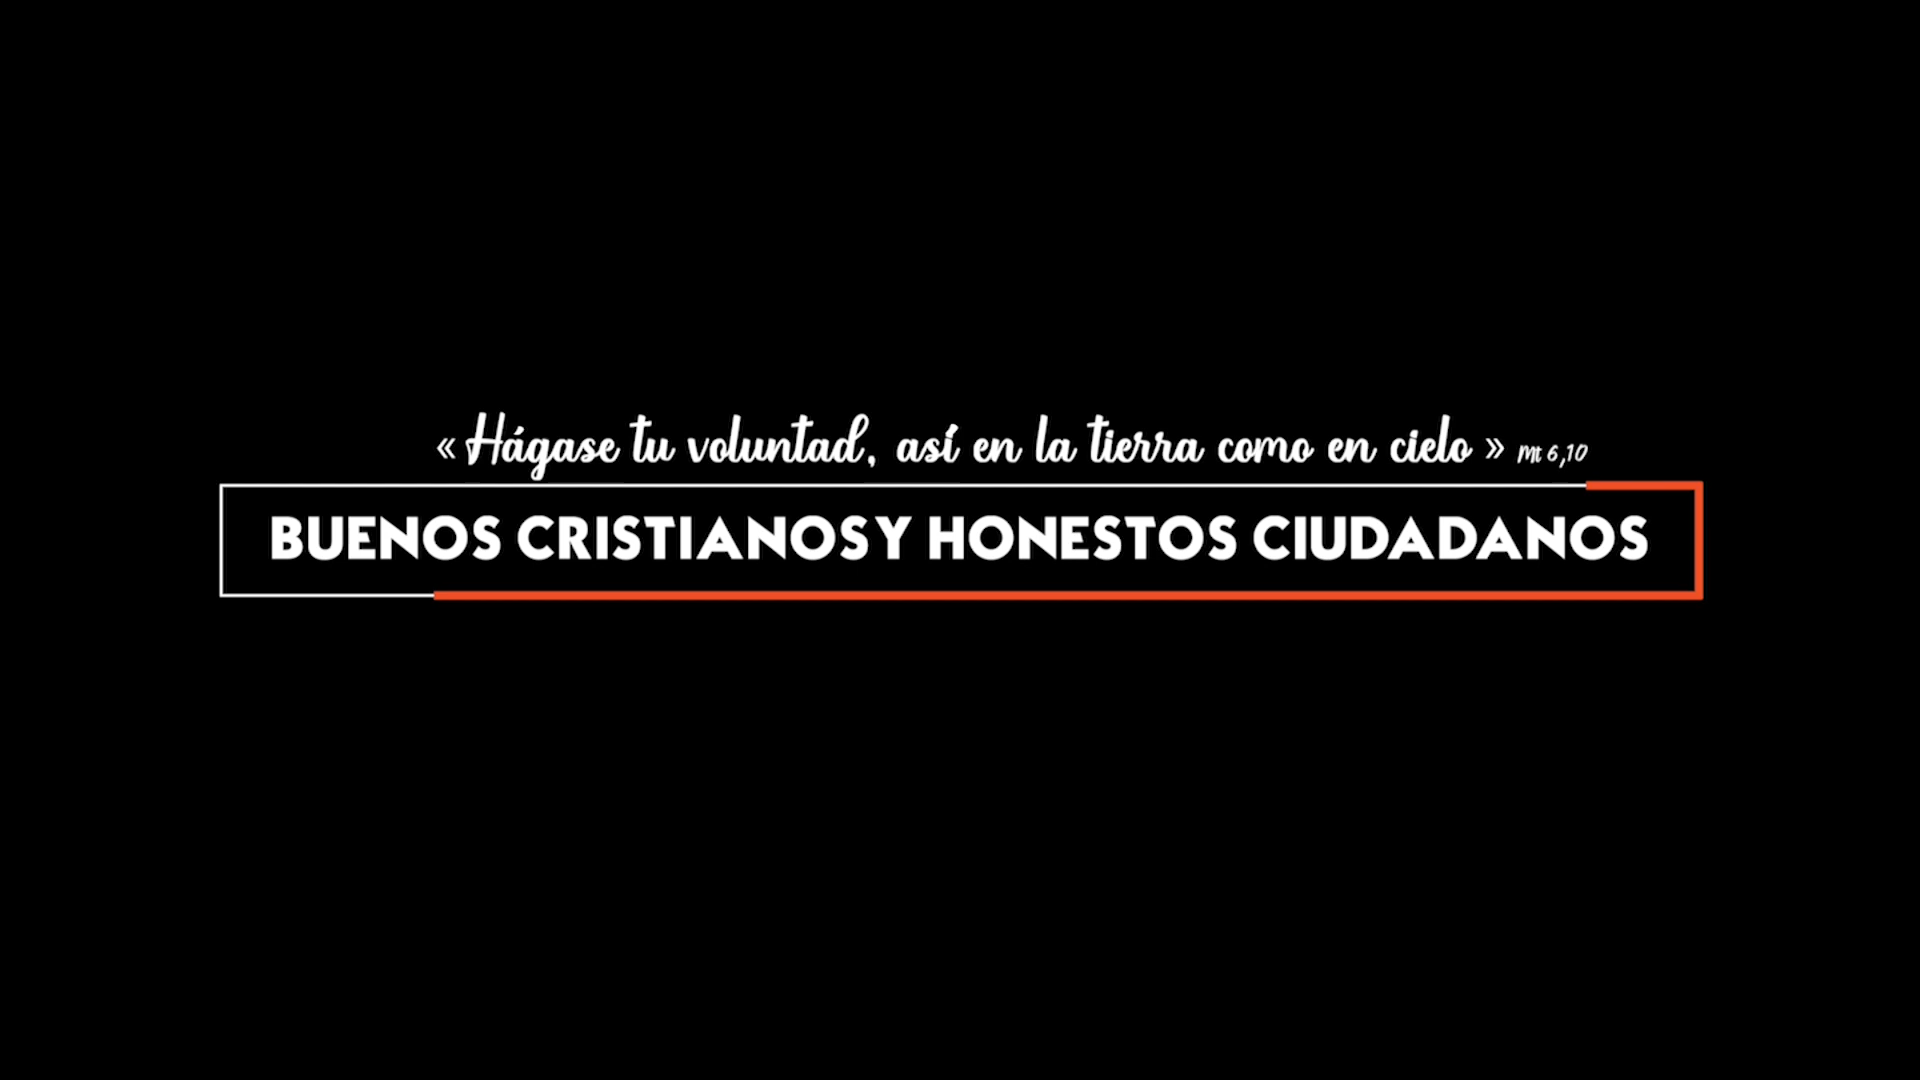 « Hágase tu voluntad, así en la tierra como en cielo » Mt 6,10
BUENOS CRISTIANOS Y HONESTOS CIUDADANOS